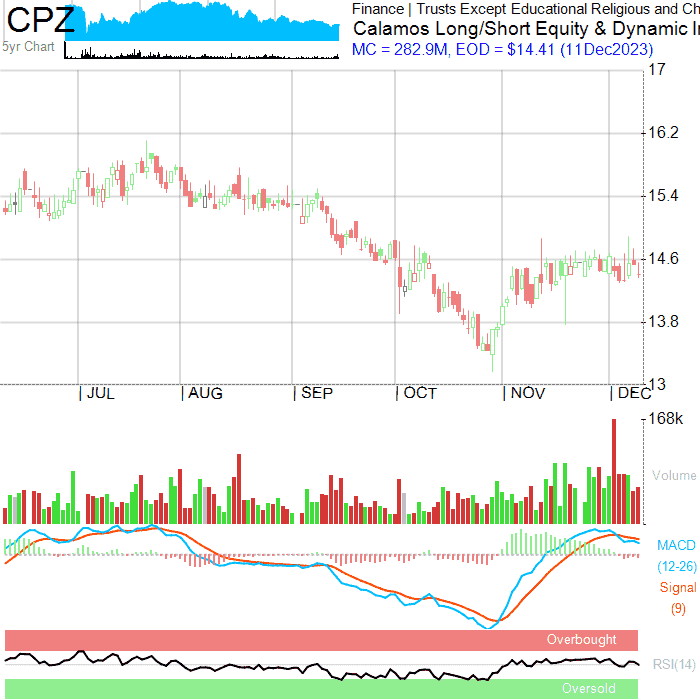 CPZ
5yr Chart
Finance | Trusts Except Educational Religious and Ch
Calamos Long/Short Equity & Dynamic I
MC = 282.9M, EOD = $14.41 (11Dec2023)
17
16.2
15.4
14.6
13.8
13
| JUL | AUG | SEP | OCT | NOV | DEC
168k
Volume
MACD
(12-26)
Signal
(9)
Overbought
RSI(14)
Oversold